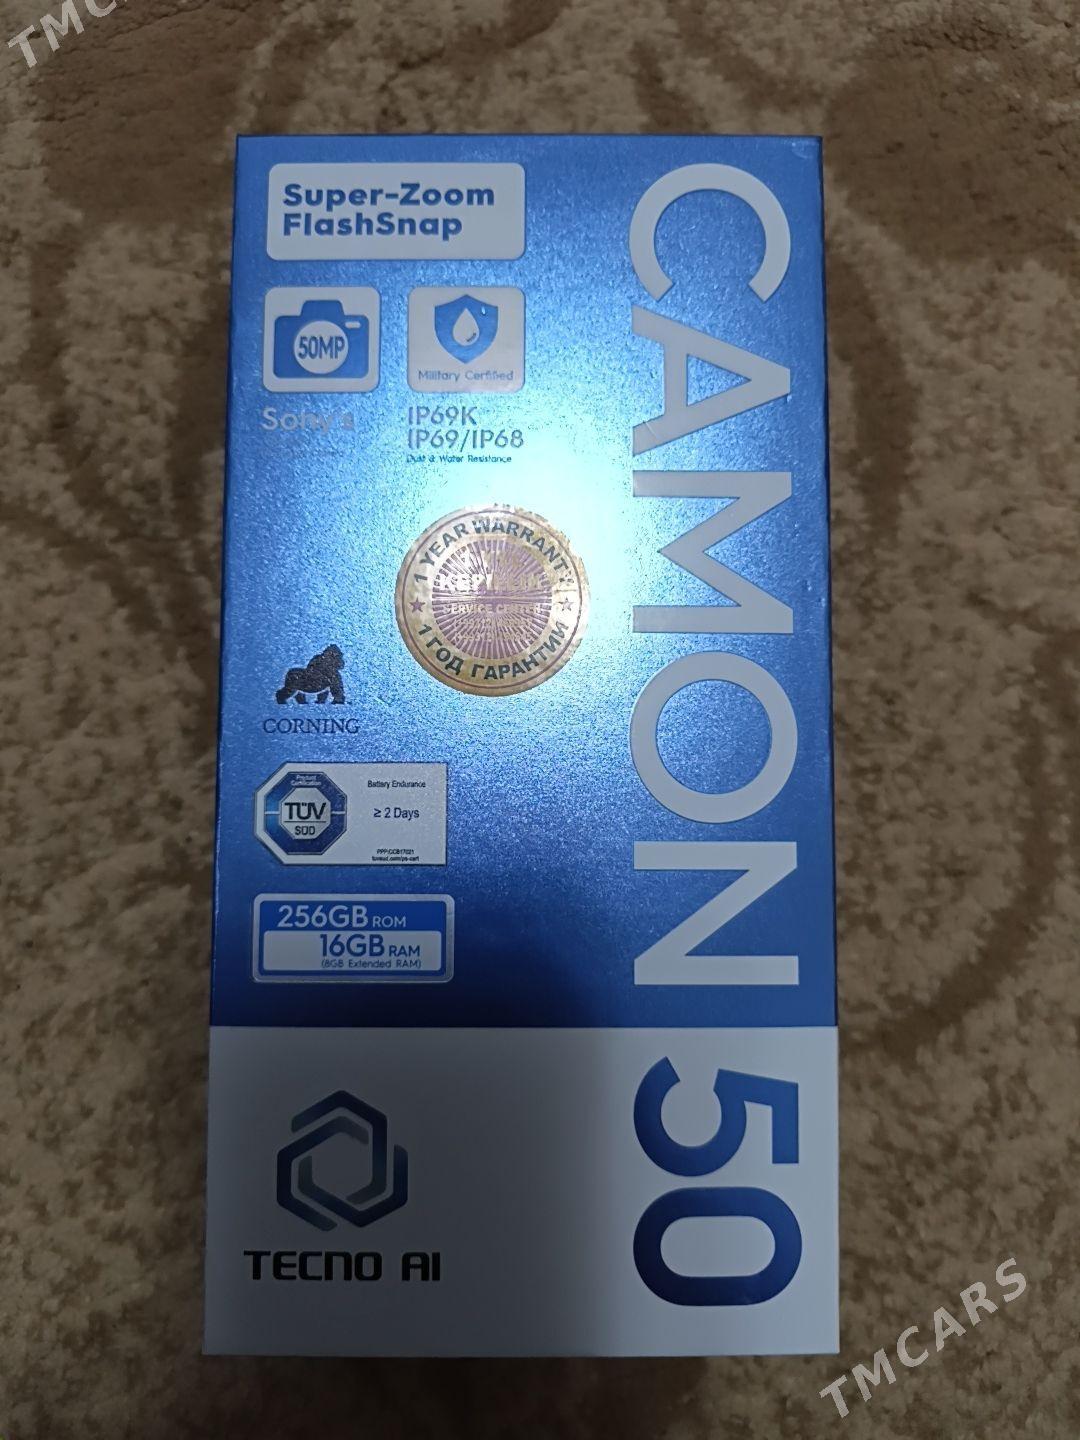 TMC
Super-Zoom
FlashSnap
50MP
Military Certified
Sony's
IP69K
IP69/IP68
Dust & Water Resistance
1 YEAR WARRANTY
SERVICE CENTER
1 ГОД ГАРАНТИИ
CORNING
Product
Certification
TÜV
SÜD
Battery Endurance
≥ 2 Days
256GB ROM
16GB RAM
(8GB Extended RAM)
CAMON 50
TECNO AI
TMCARS